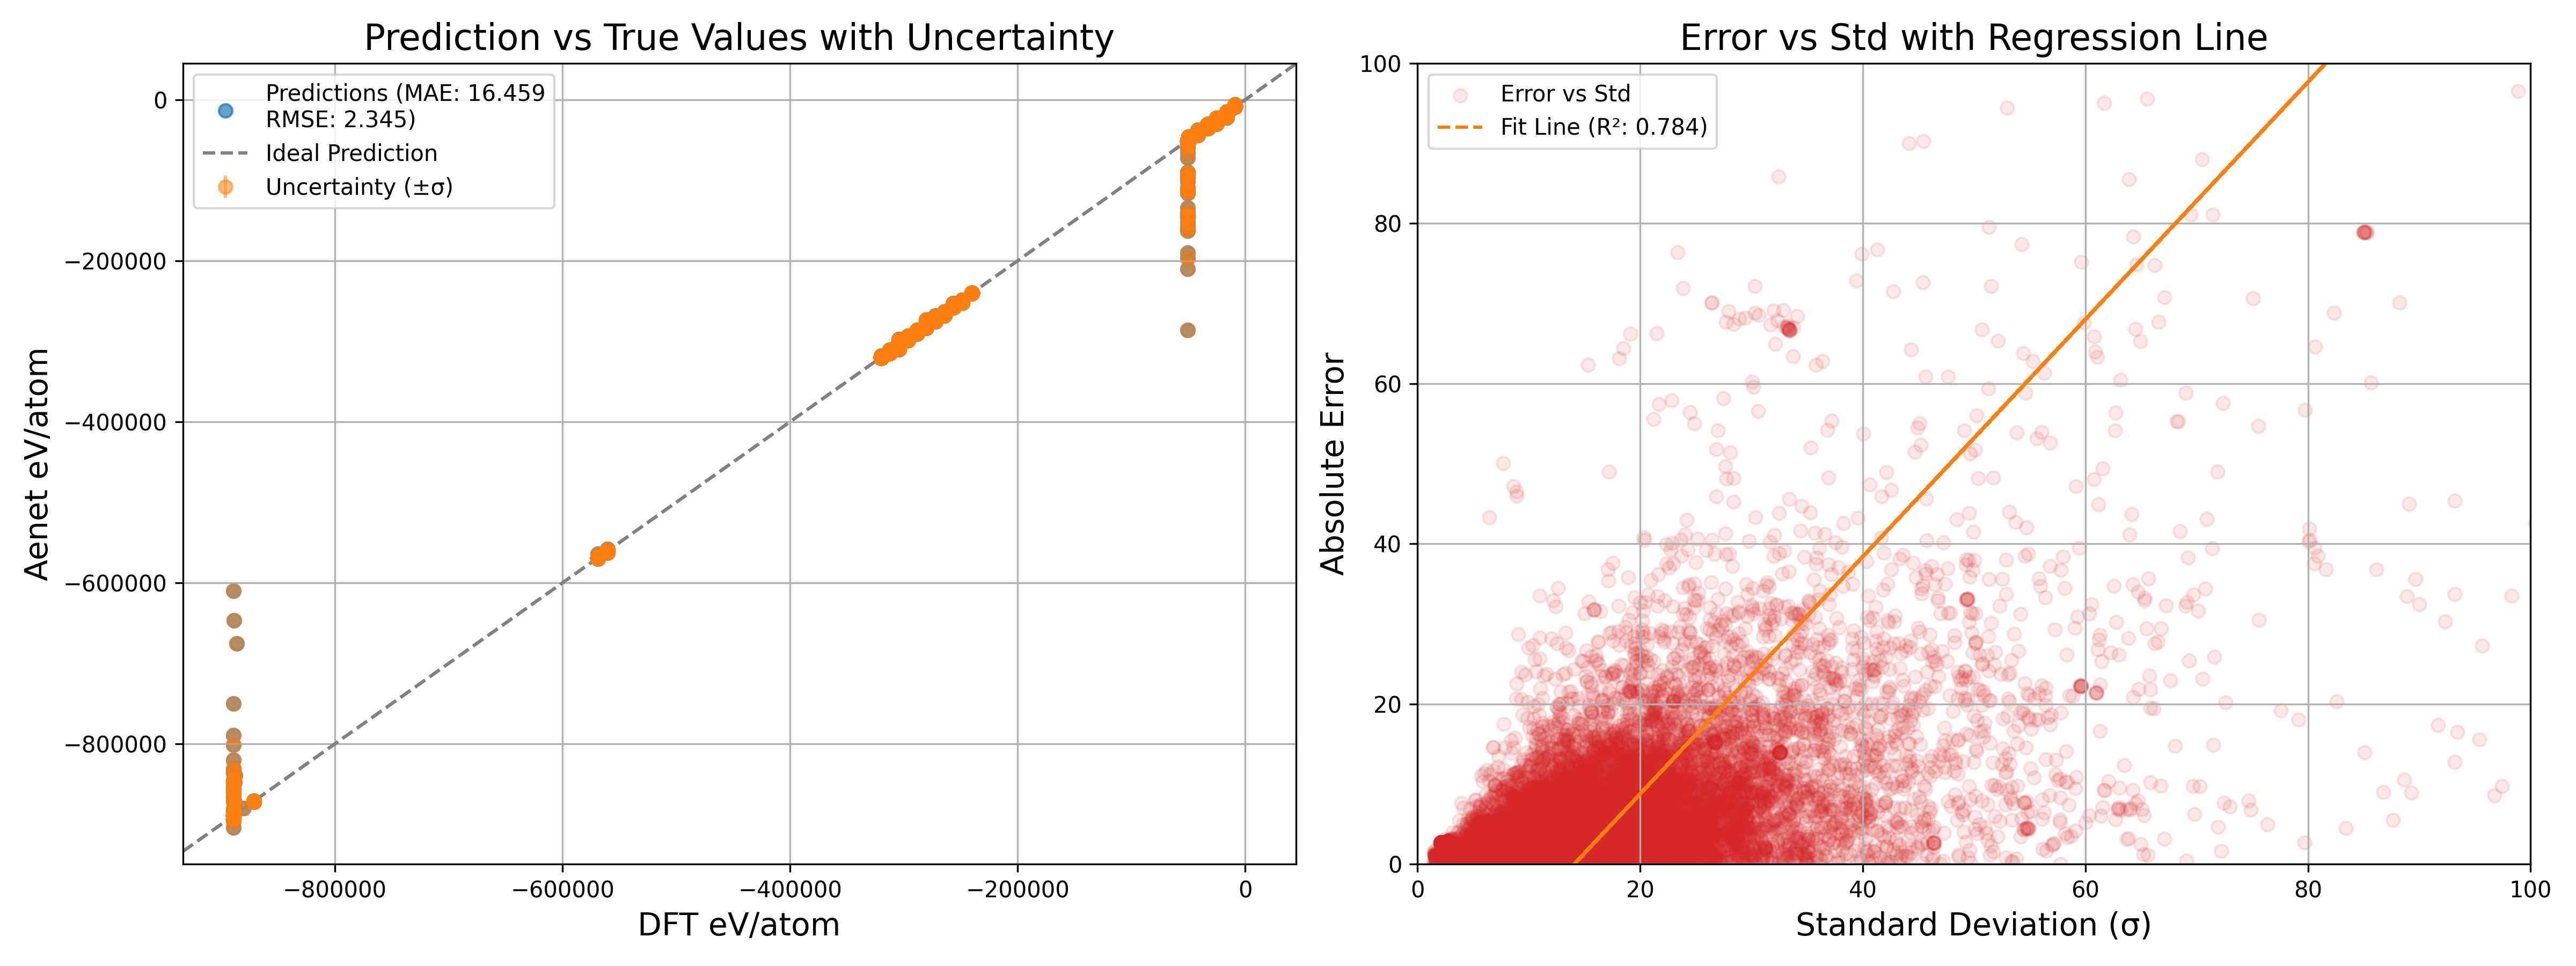 Prediction vs True Values with Uncertainty
Predictions (MAE: 16.459
RMSE: 2.345)
Ideal Prediction
Uncertainty (±σ)
0
−200000
−400000
−600000
−800000
Aenet eV/atom
−800000
−600000
−400000
−200000
0
DFT eV/atom
Error vs Std with Regression Line
Error vs Std
Fit Line (R²: 0.784)
100
80
60
40
20
0
Absolute Error
0
20
40
60
80
100
Standard Deviation (σ)